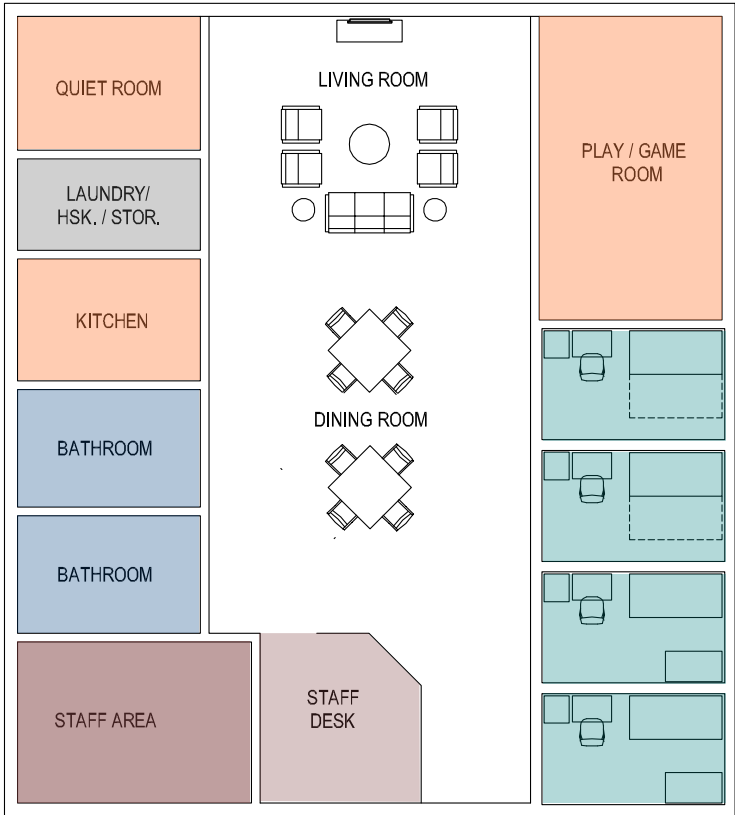 QUIET ROOM
LIVING ROOM
PLAY / GAME
ROOM
LAUNDRY/
HSK. / STOR.
KITCHEN
DINING ROOM
BATHROOM
BATHROOM
STAFF AREA
STAFF
DESK